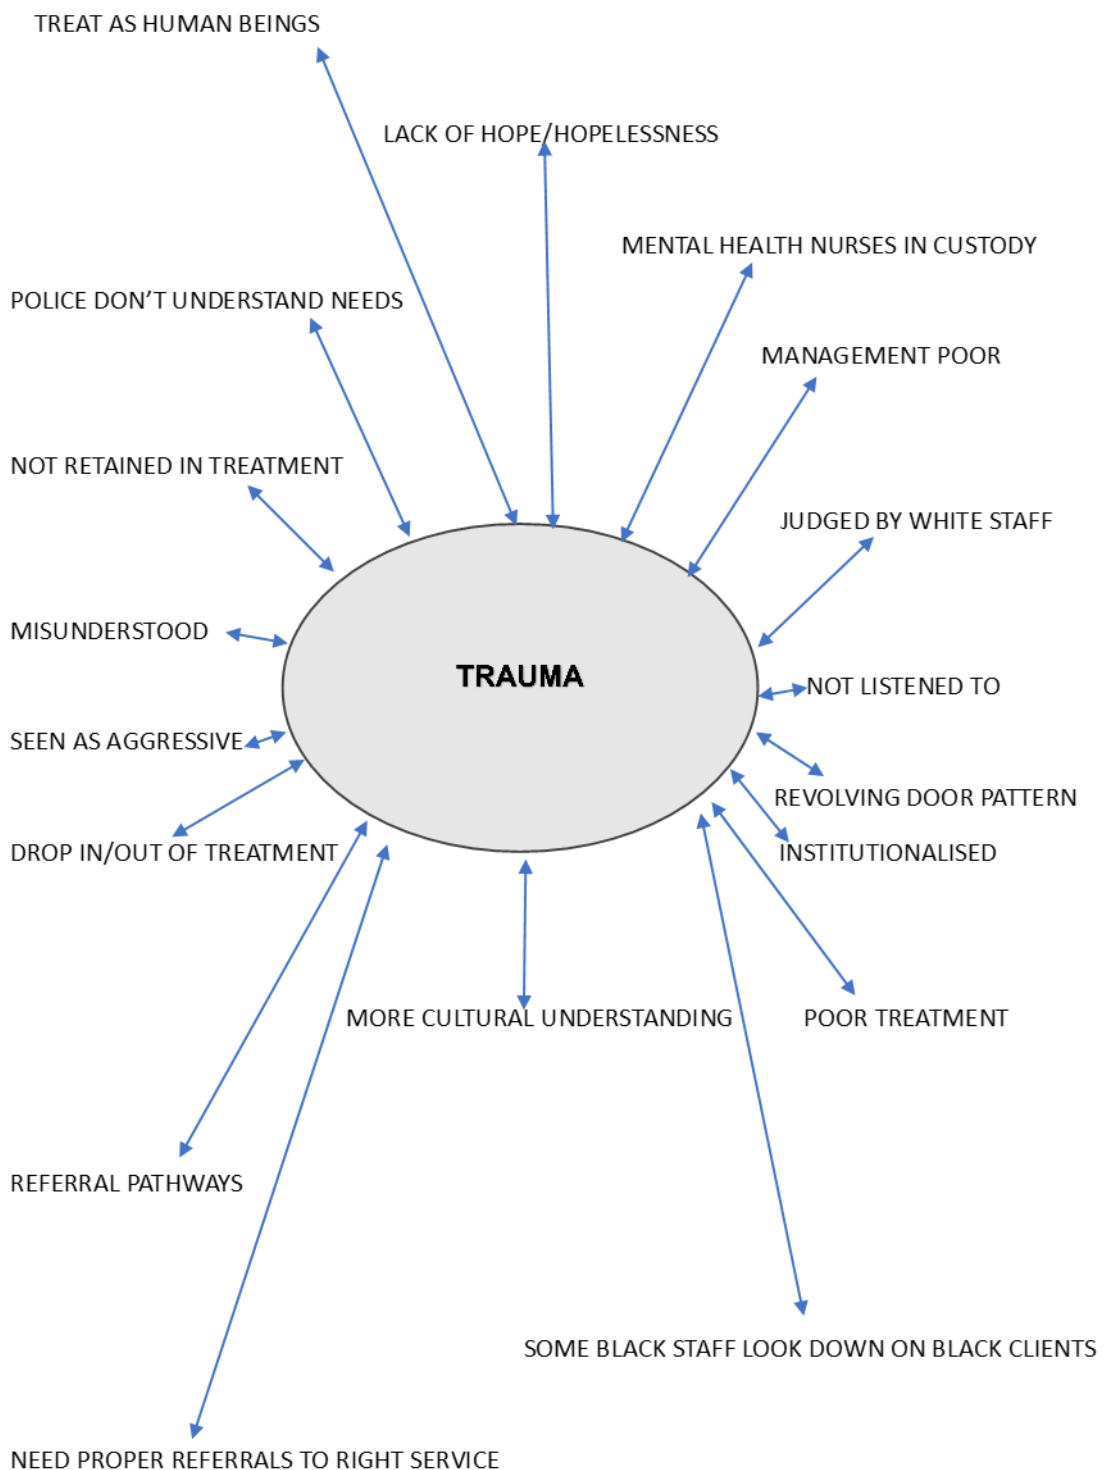 TREAT AS HUMAN BEINGS
LACK OF HOPE/HOPELESSNESS
MENTAL HEALTH NURSES IN CUSTODY
POLICE DON’T UNDERSTAND NEEDS
MANAGEMENT POOR
NOT RETAINED IN TREATMENT
JUDGED BY WHITE STAFF
MISUNDERSTOOD
TRAUMA
NOT LISTENED TO
SEEN AS AGGRESSIVE
REVOLVING DOOR PATTERN
DROP IN/OUT OF TREATMENT
INSTITUTIONALISED
MORE CULTURAL UNDERSTANDING
POOR TREATMENT
REFERRAL PATHWAYS
SOME BLACK STAFF LOOK DOWN ON BLACK CLIENTS
NEED PROPER REFERRALS TO RIGHT SERVICE